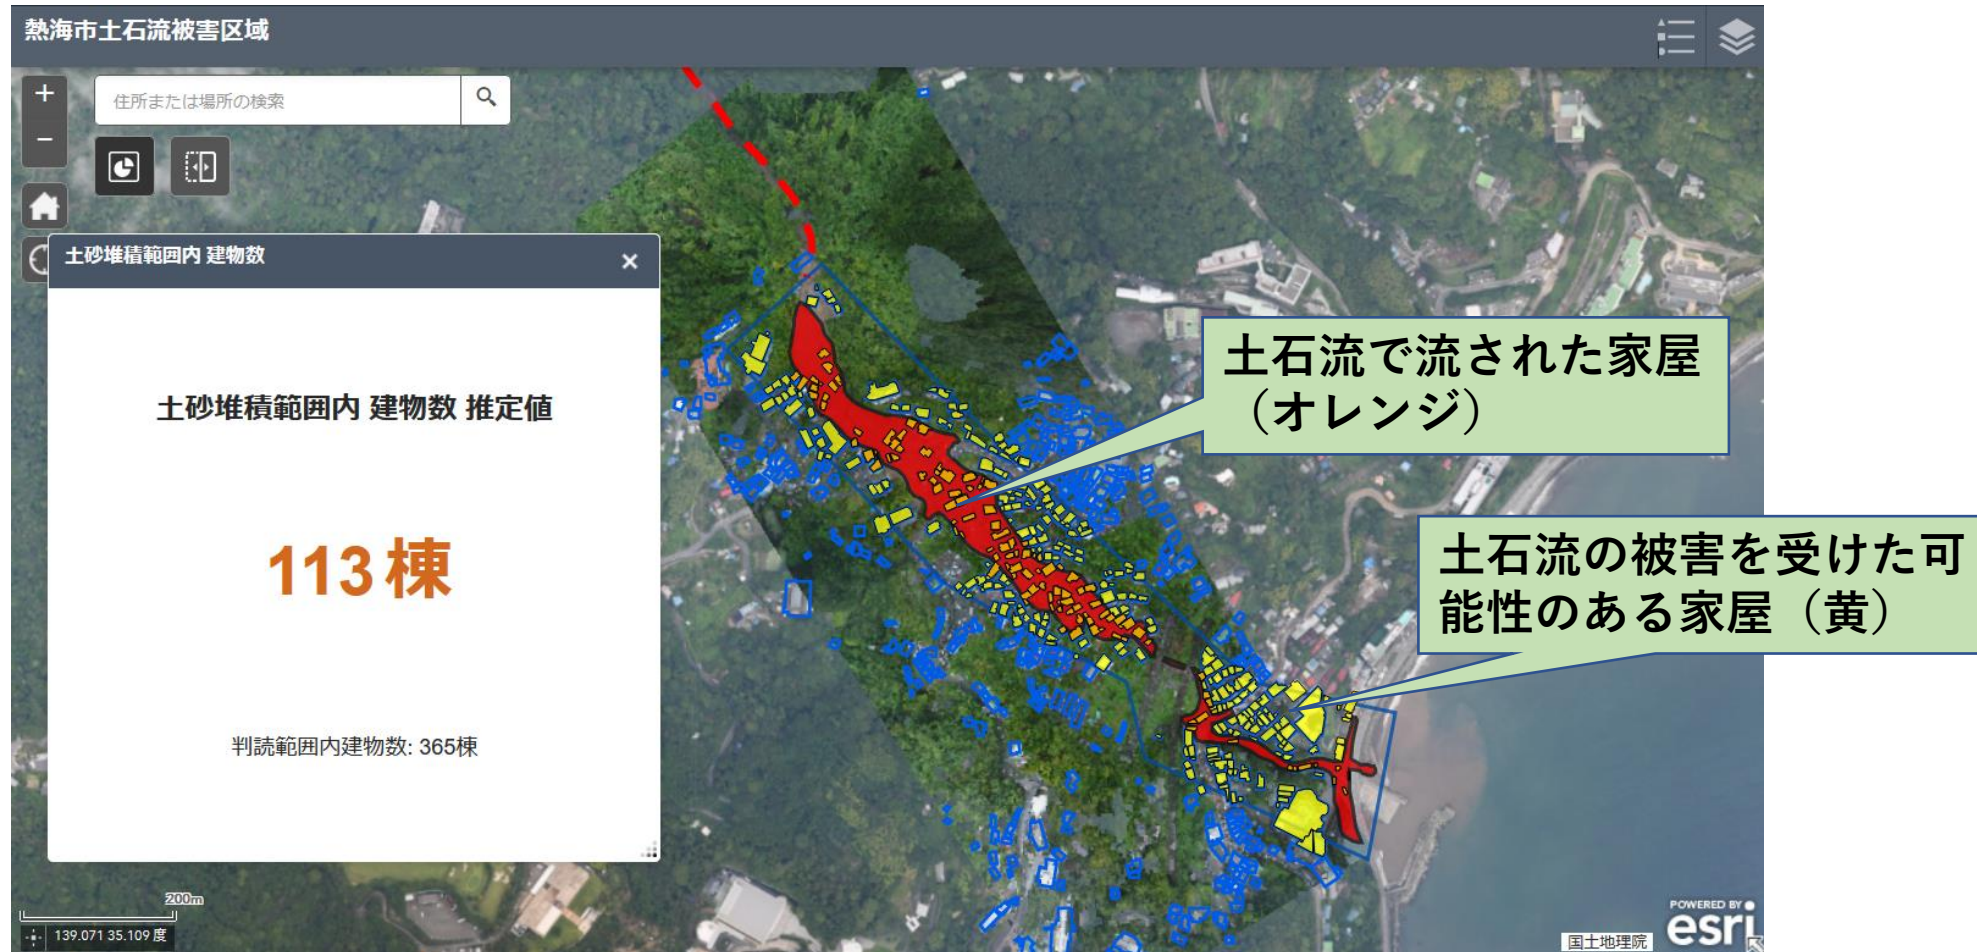 熱海市土石流被害区域
+
住所または場所の検索
−
土砂堆積範囲内 建物数
×
土砂堆積範囲内 建物数 推定値
113 棟
判読範囲内建物数: 365棟
土石流で流された家屋
（オレンジ）
土石流の被害を受けた可
能性のある家屋（黄）
200m
139.071 35.109 度
国土地理院
POWERED BY
esri